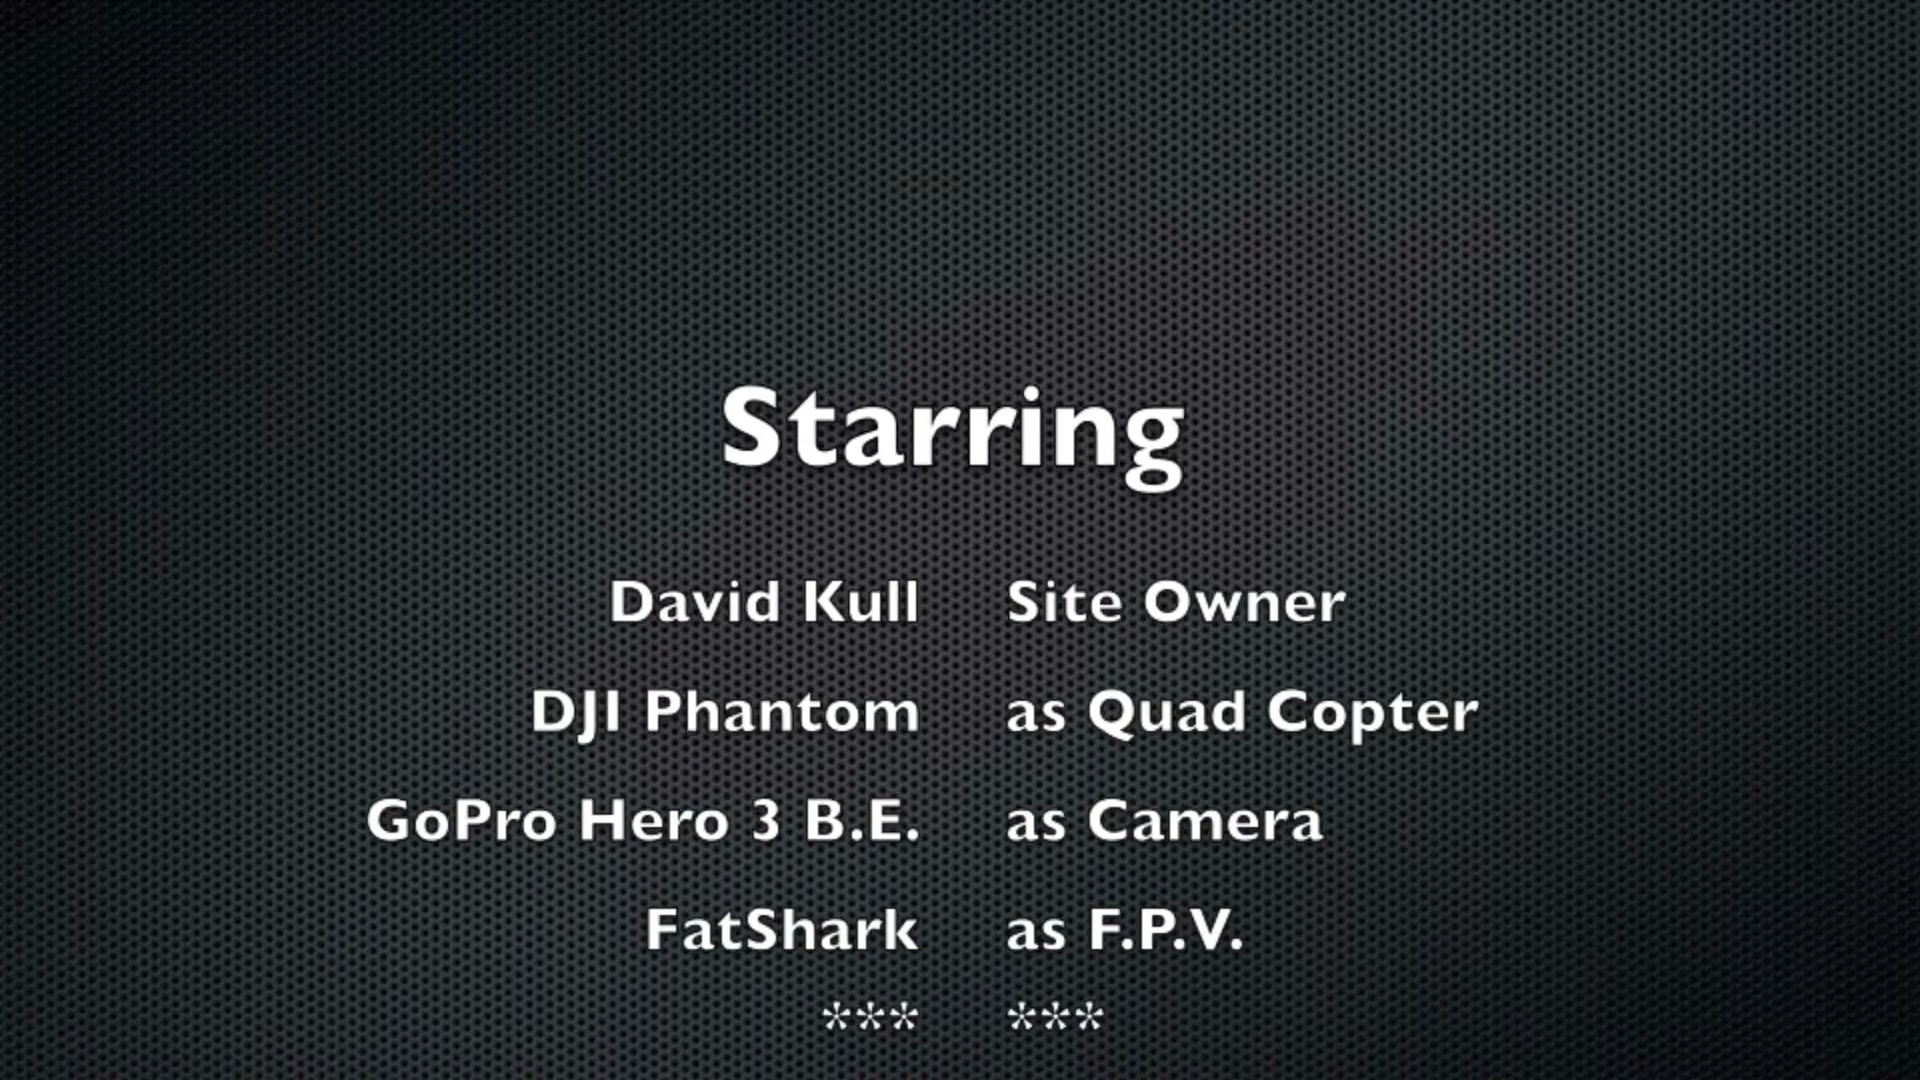 Starring
David Kull Site Owner
DJI Phantom as Quad Copter
GoPro Hero 3 B.E. as Camera
FatShark as F.P.V.
*** ***